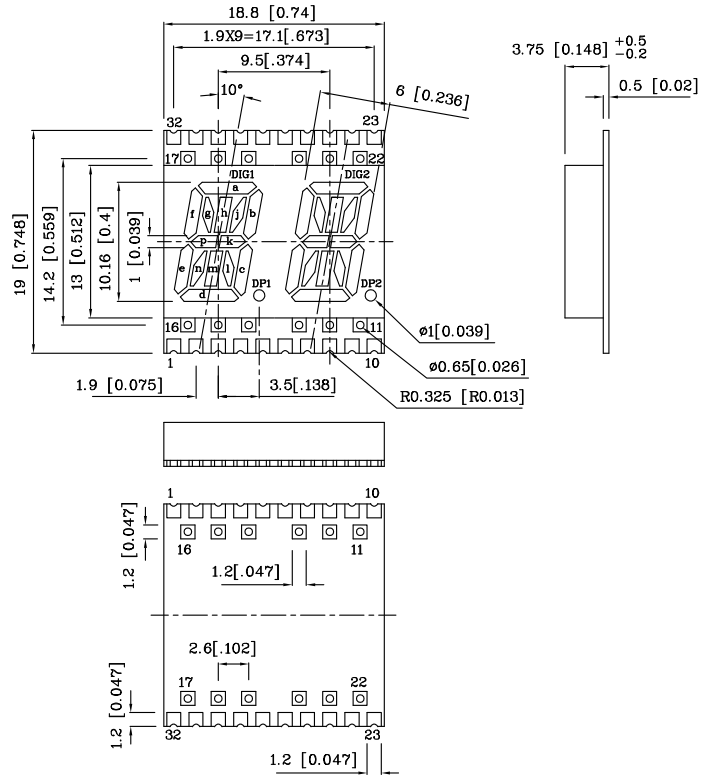 18.8 [0.74]
1.9X9=17.1[.673]
9.5[.374]
10°
6 [0.236]
3.75 [0.148] +0.5 -0.2
0.5 [0.02]
32 23
17 22
DIG1 DIG2
a
f g h j b
p k
e n m l c
d
DP1 DP2
16 11
1 10
19 [0.748]
14.2 [0.559]
13 [0.512]
10.16 [0.4]
1 [0.039]
ø1[0.039]
ø0.65[0.026]
R0.325 [R0.013]
1.9 [0.075]
3.5[.138]
1 10
16 11
1.2 [0.047]
1.2[.047]
2.6[.102]
17 22
1.2 [0.047]
32 23
1.2 [0.047]